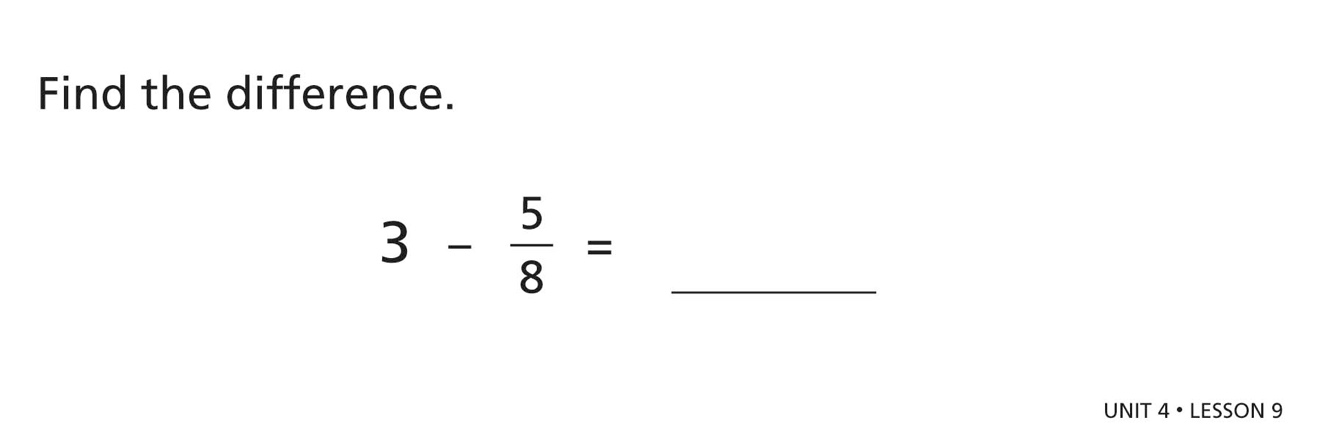 Find the difference.
3 – 5/8 = ________
UNIT 4 • LESSON 9